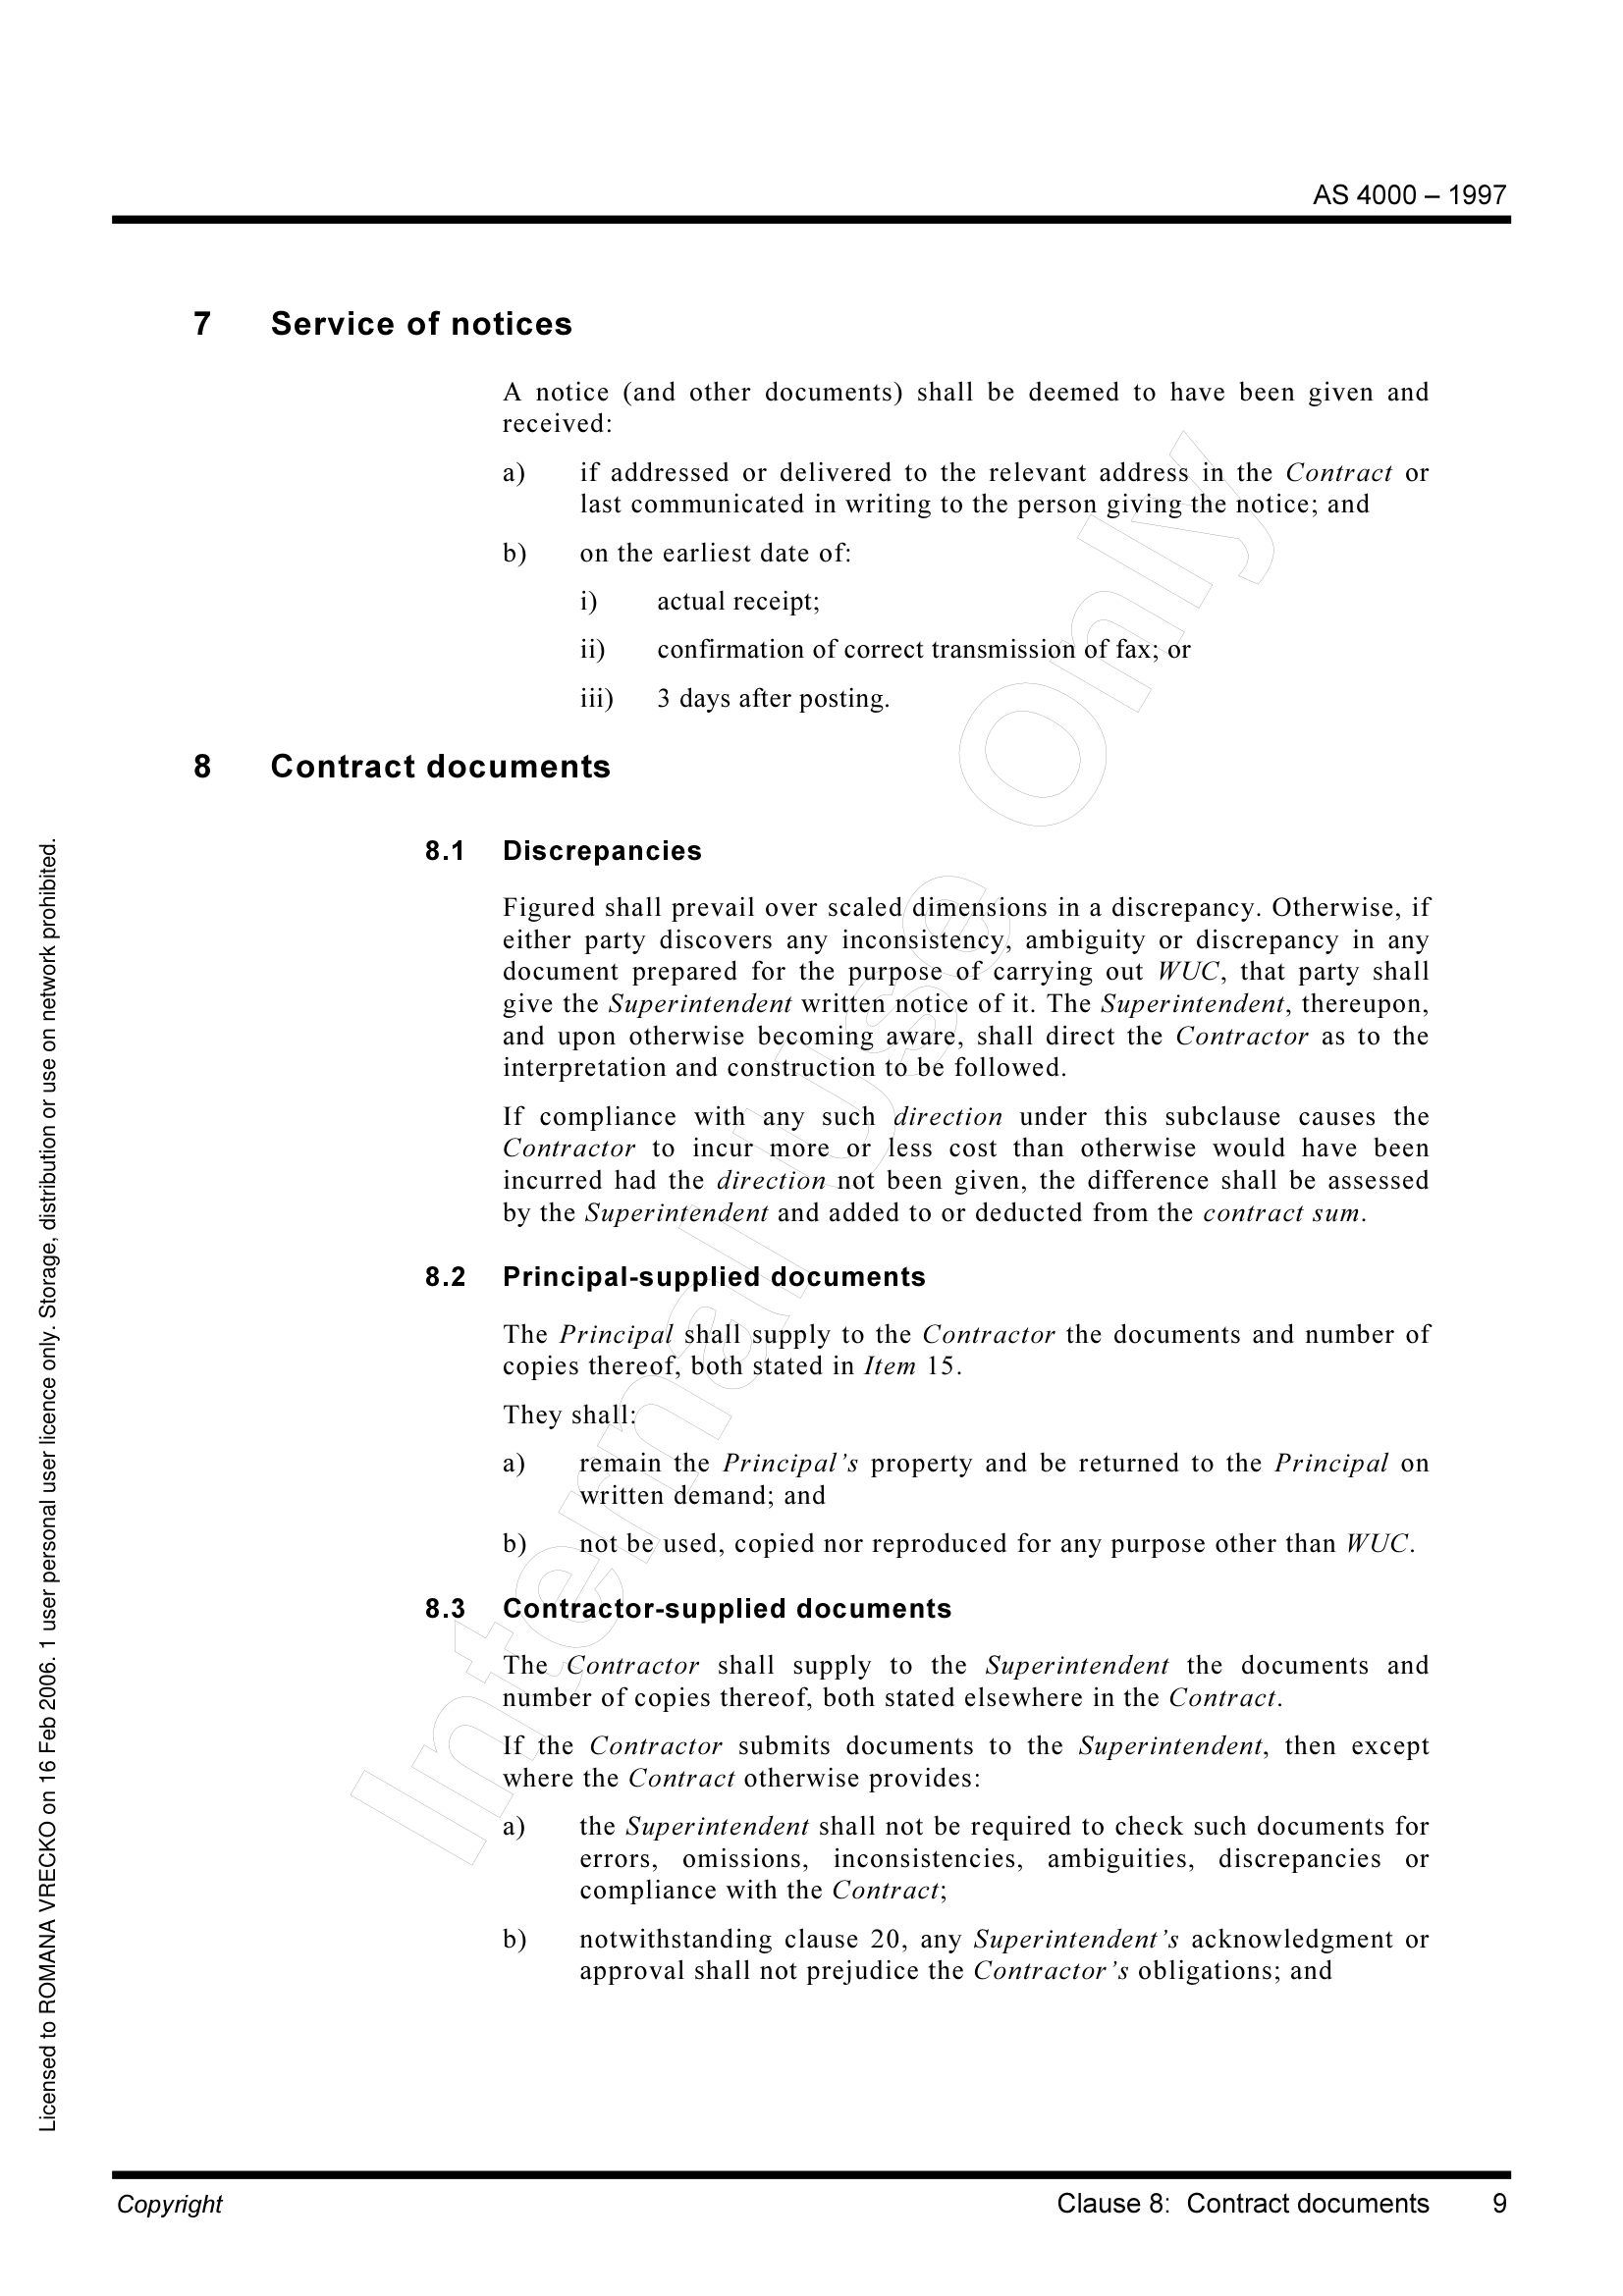 AS 4000 – 1997
7 Service of notices
A notice (and other documents) shall be deemed to have been given and
received:
a) if addressed or delivered to the relevant address in the Contract or
last communicated in writing to the person giving the notice; and
b) on the earliest date of:
i) actual receipt;
ii) confirmation of correct transmission of fax; or
iii) 3 days after posting.
8 Contract documents
8.1 Discrepancies
Figured shall prevail over scaled dimensions in a discrepancy. Otherwise, if
either party discovers any inconsistency, ambiguity or discrepancy in any
document prepared for the purpose of carrying out WUC, that party shall
give the Superintendent written notice of it. The Superintendent, thereupon,
and upon otherwise becoming aware, shall direct the Contractor as to the
interpretation and construction to be followed.
If compliance with any such direction under this subclause causes the
Contractor to incur more or less cost than otherwise would have been
incurred had the direction not been given, the difference shall be assessed
by the Superintendent and added to or deducted from the contract sum.
8.2 Principal-supplied documents
The Principal shall supply to the Contractor the documents and number of
copies thereof, both stated in Item 15.
They shall:
a) remain the Principal’s property and be returned to the Principal on
written demand; and
b) not be used, copied nor reproduced for any purpose other than WUC.
8.3 Contractor-supplied documents
The Contractor shall supply to the Superintendent the documents and
number of copies thereof, both stated elsewhere in the Contract.
If the Contractor submits documents to the Superintendent, then except
where the Contract otherwise provides:
a) the Superintendent shall not be required to check such documents for
errors, omissions, inconsistencies, ambiguities, discrepancies or
compliance with the Contract;
b) notwithstanding clause 20, any Superintendent’s acknowledgment or
approval shall not prejudice the Contractor’s obligations; and
Copyright Clause 8: Contract documents 9
Licensed to ROMANA VRECKO on 16 Feb 2006. 1 user personal user licence only. Storage, distribution or use on network prohibited.
Internal use only